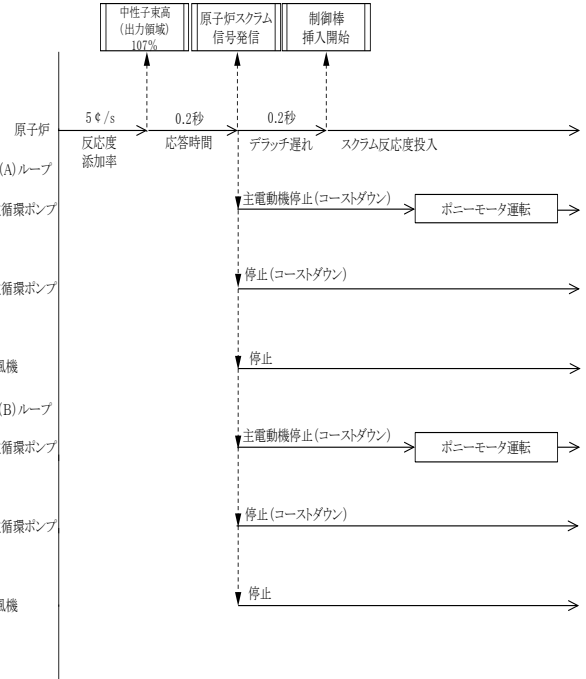 中性子束高
(出力領域)
107%
原子炉スクラム
信号発信
制御棒
挿入開始
原子炉
5￠/s
0.2秒
0.2秒
反応度
添加率
応答時間
デラッチ遅れ
スクラム反応度投入
(A)ループ
循環ポンプ
主電動機停止(コーストダウン)
ポニーモータ運転
循環ポンプ
停止(コーストダウン)
風機
停止
(B)ループ
循環ポンプ
主電動機停止(コーストダウン)
ポニーモータ運転
循環ポンプ
停止(コーストダウン)
風機
停止